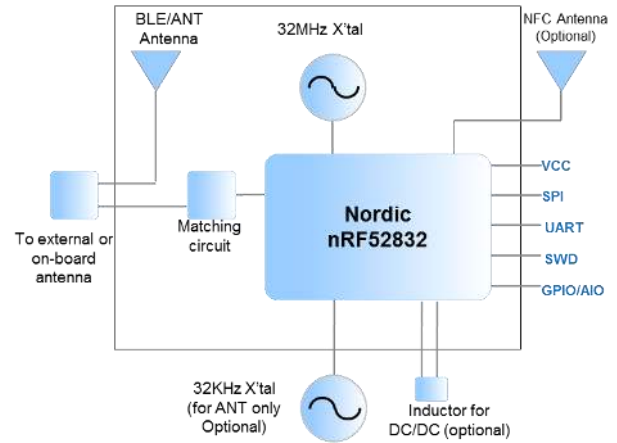 BLE/ANT
Antenna
32MHz X'tal
NFC Antenna
(Optional)
VCC
SPI
UART
SWD
GPIO/AIO
Nordic
nRF52832
Matching
circuit
To external or
on-board
antenna
32KHz X'tal
(for ANT only
Optional)
Inductor for
DC/DC (optional)